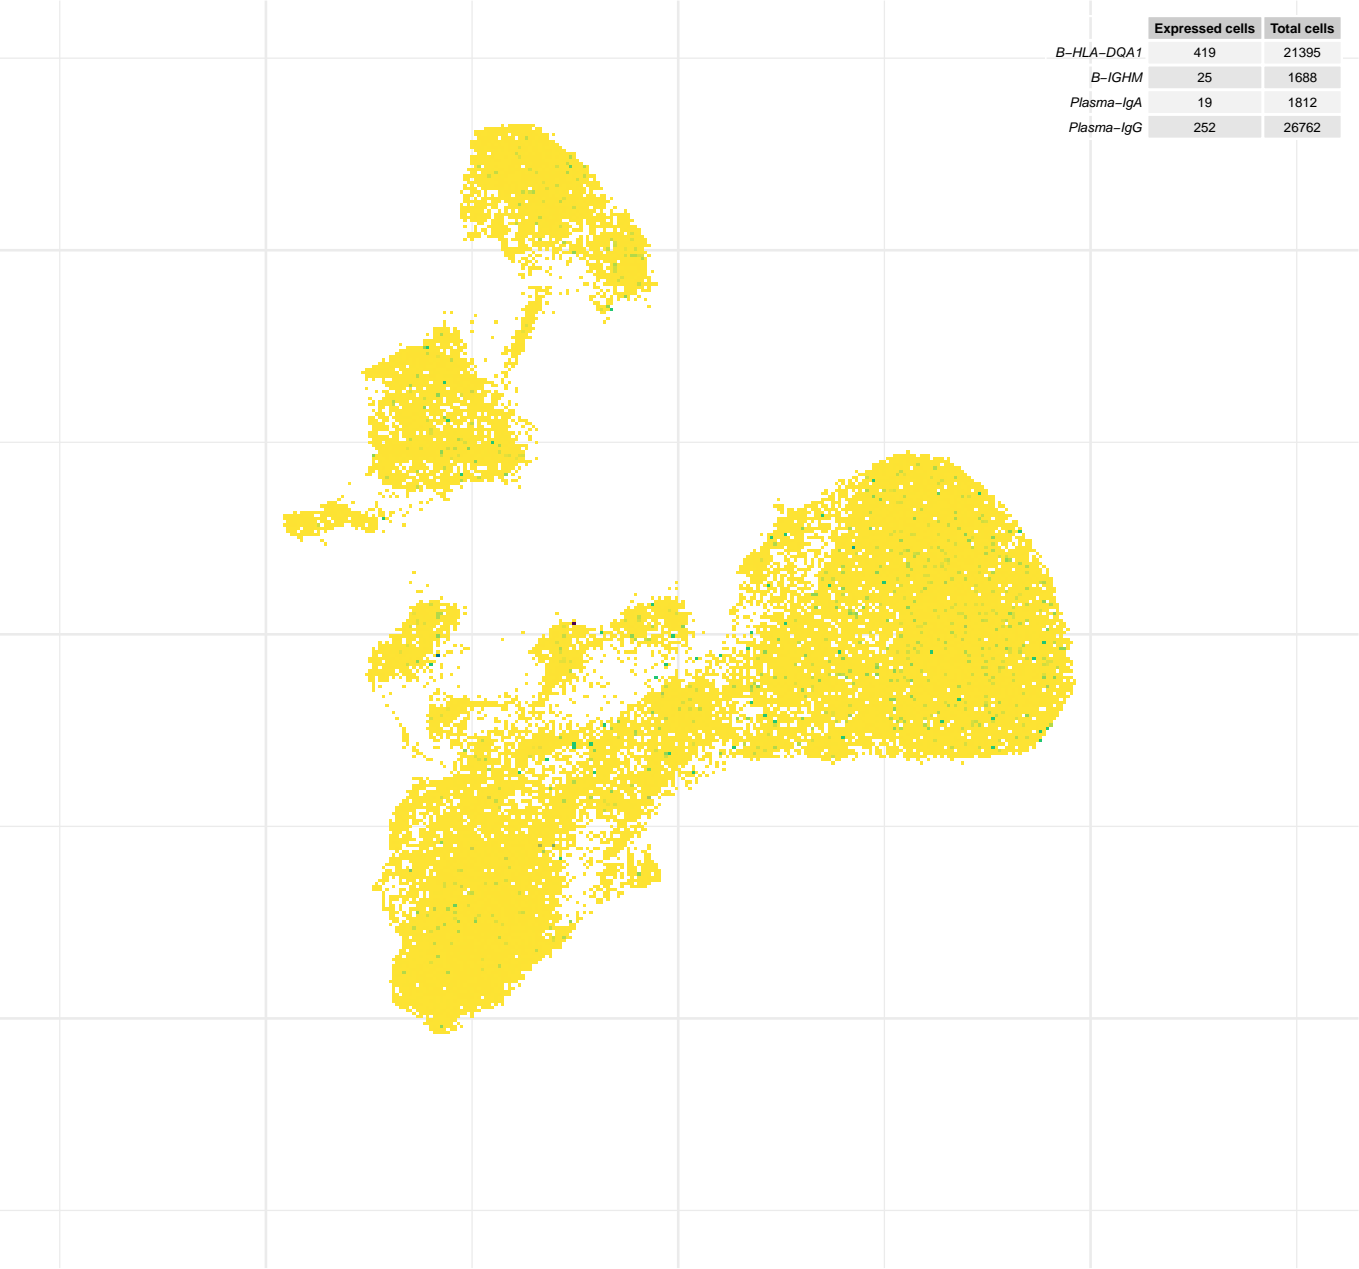 Expressed cells Total cells
B−HLA−DQA1 419 21395
B−IGHM 25 1688
Plasma−IgA 19 1812
Plasma−IgG 252 26762